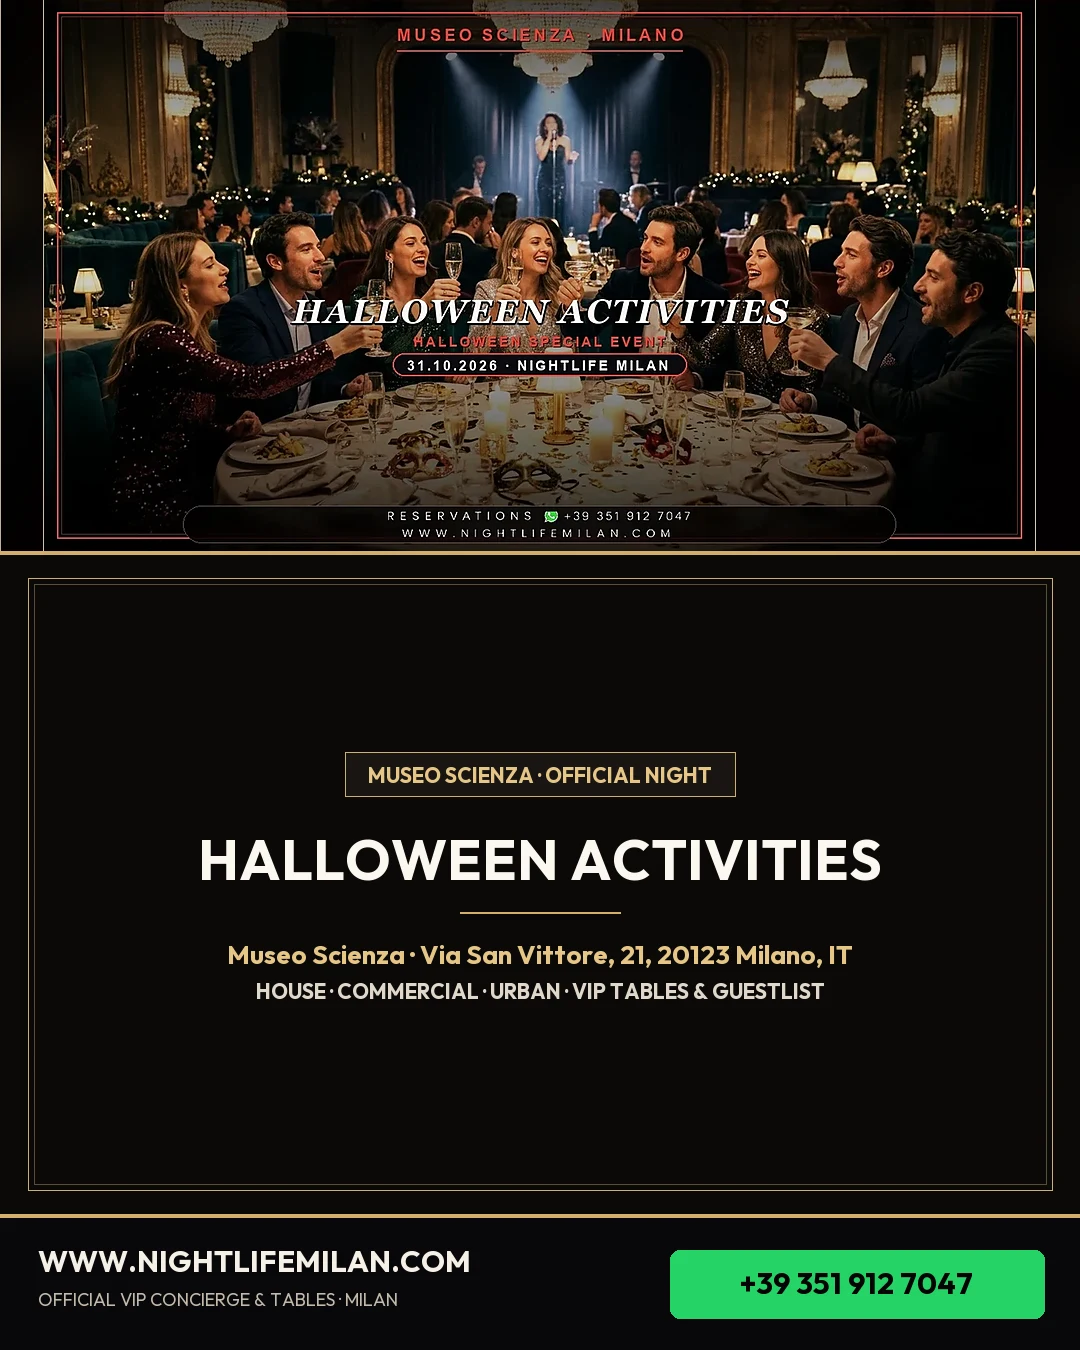 MUSEO SCIENZA · MILANO
HALLOWEEN ACTIVITIES
HALLOWEEN SPECIAL EVENT
31.10.2026 · NIGHTLIFE MILAN
RESERVATIONS +39 351 912 7047
WWW.NIGHTLIFEMILAN.COM
MUSEO SCIENZA · OFFICIAL NIGHT
HALLOWEEN ACTIVITIES
Museo Scienza · Via San Vittore, 21, 20123 Milano, IT
HOUSE · COMMERCIAL · URBAN · VIP TABLES & GUESTLIST
WWW.NIGHTLIFEMILAN.COM
OFFICIAL VIP CONCIERGE & TABLES · MILAN
+39 351 912 7047